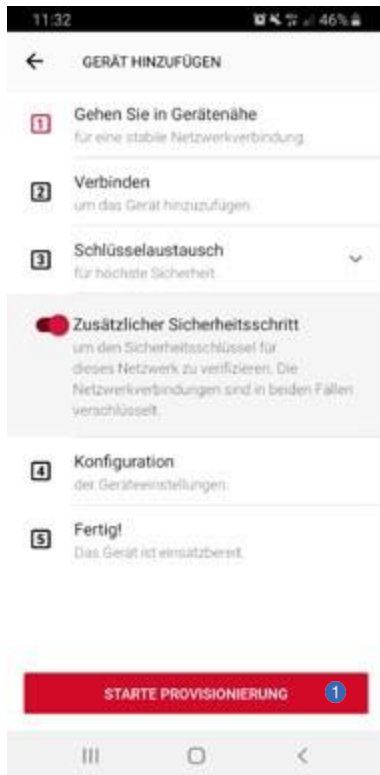 11:32 46%
GERÄT HINZUFÜGEN
1 Gehen Sie in Gerätenähe
für eine stabile Netzwerkverbindung.
2 Verbinden
um das Gerät hinzuzufügen.
3 Schlüsselaustausch
für höchste Sicherheit.
Zusätzlicher Sicherheitsschritt
um den Sicherheitsschlüssel für
dieses Netzwerk zu verifizieren. Die
Netzwerkverbindungen sind in beiden Fällen
verschlüsselt.
4 Konfiguration
der Geräteeinstellungen.
5 Fertig!
Das Gerät ist einsatzbereit.
STARTE PROVISIONIERUNG 1